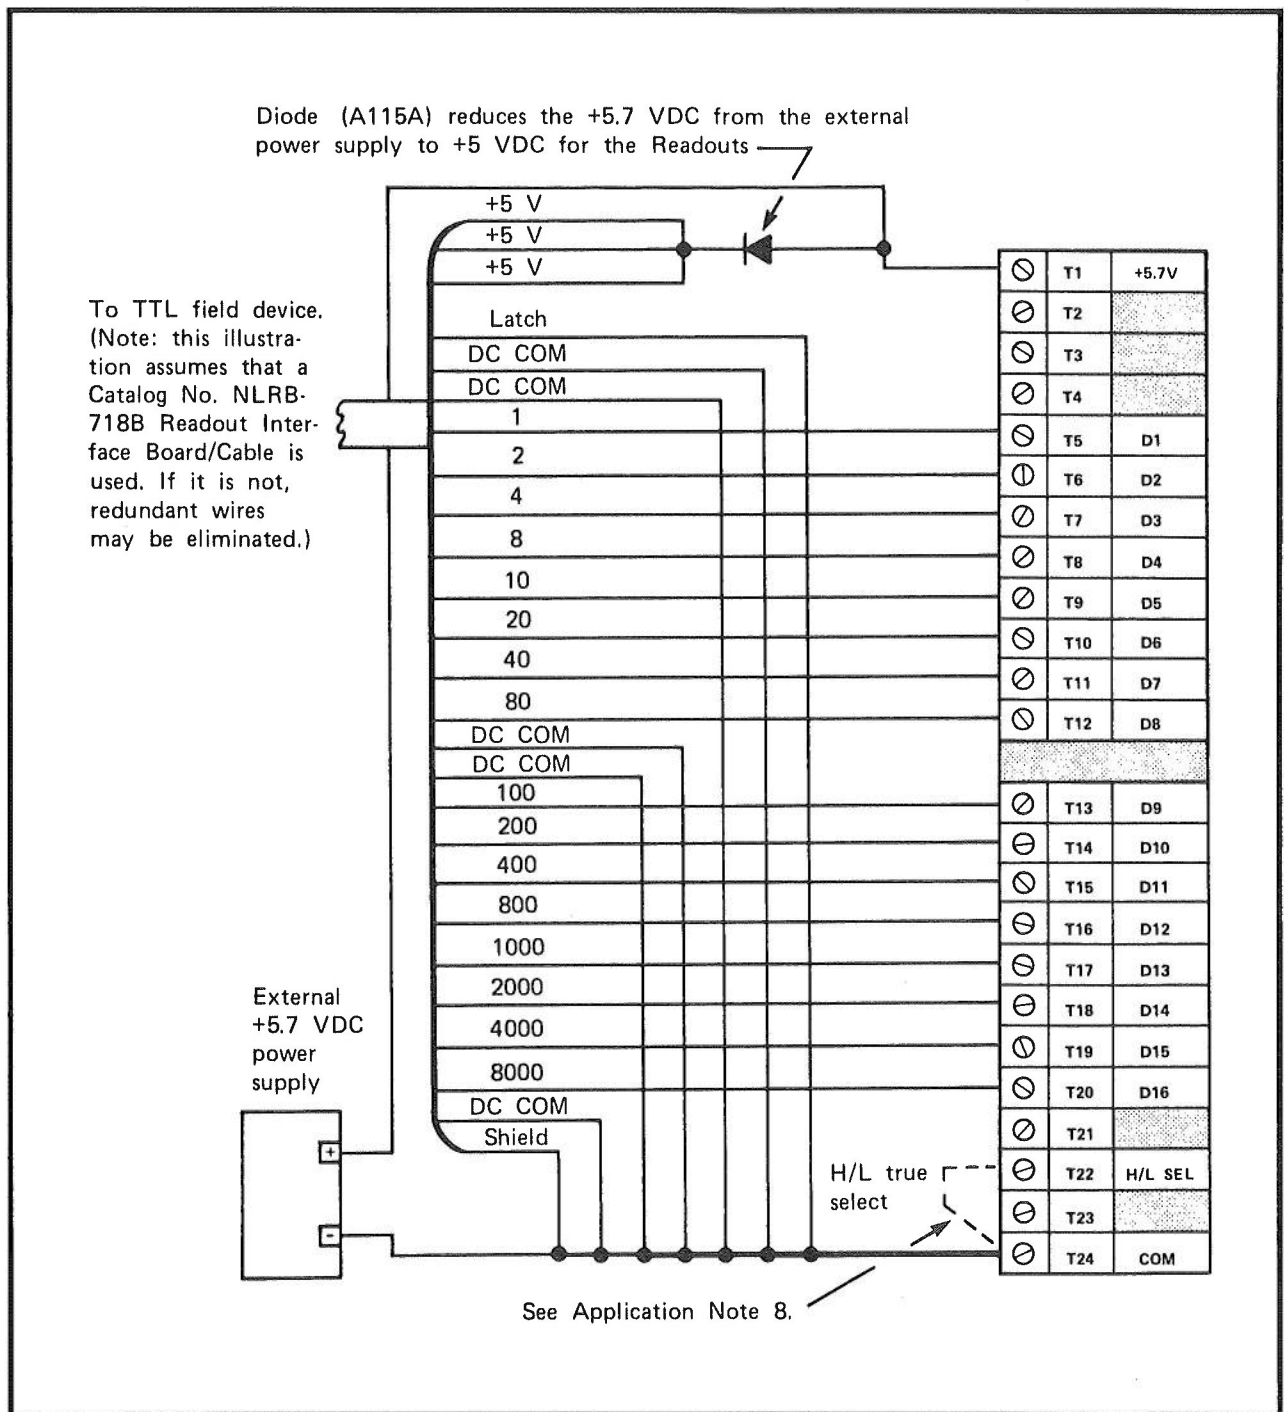 Diode (A115A) reduces the +5.7 VDC from the external
power supply to +5 VDC for the Readouts
+5 V
+5 V
+5 V
To TTL field device.
(Note: this illustra-
tion assumes that a
Catalog No. NLRB-
718B Readout Inter-
face Board/Cable is
used. If it is not,
redundant wires
may be eliminated.)
Latch
DC COM
DC COM
1
2
4
8
10
20
40
80
DC COM
DC COM
100
200
400
800
1000
2000
4000
8000
DC COM
Shield
T1 +5.7V
T2
T3
T4
T5 D1
T6 D2
T7 D3
T8 D4
T9 D5
T10 D6
T11 D7
T12 D8
T13 D9
T14 D10
T15 D11
T16 D12
T17 D13
T18 D14
T19 D15
T20 D16
T21
T22 H/L SEL
T23
T24 COM
External
+5.7 VDC
power
supply
+
-
H/L true
select
See Application Note 8.